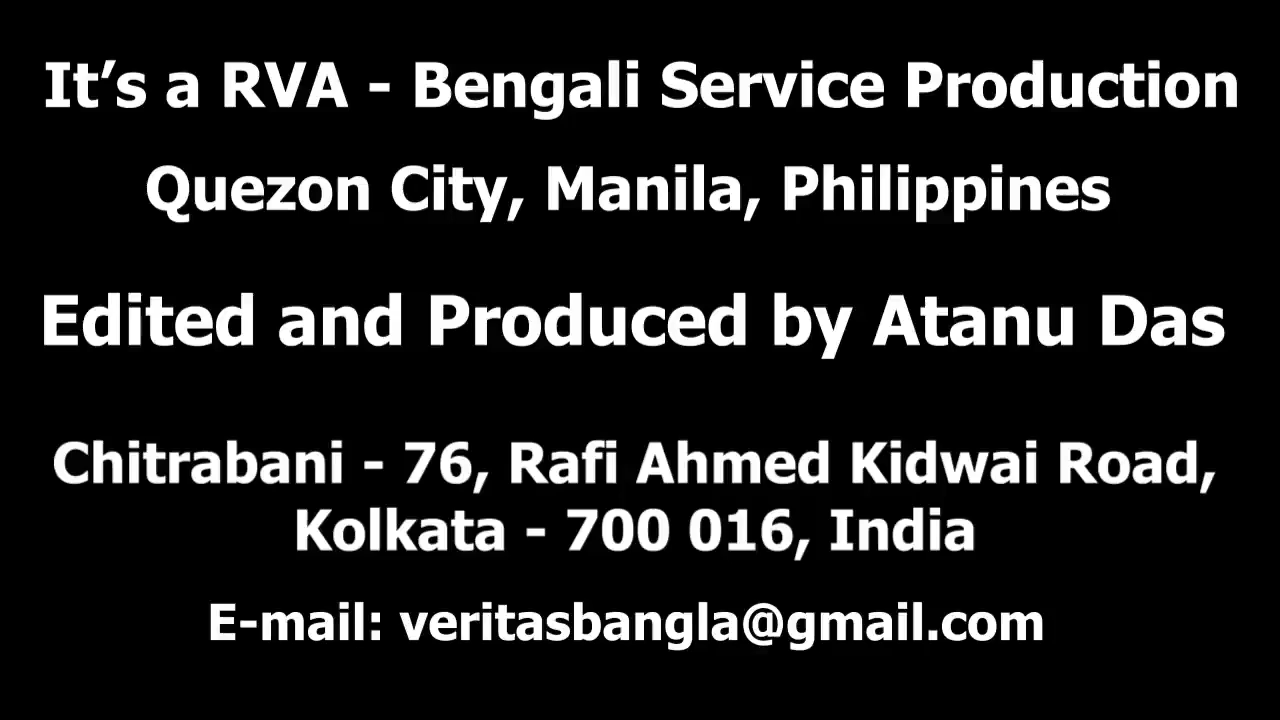 It’s a RVA - Bengali Service Production
Quezon City, Manila, Philippines
Edited and Produced by Atanu Das
Chitrabani - 76, Rafi Ahmed Kidwai Road,
Kolkata - 700 016, India
E-mail: veritasbangla@gmail.com